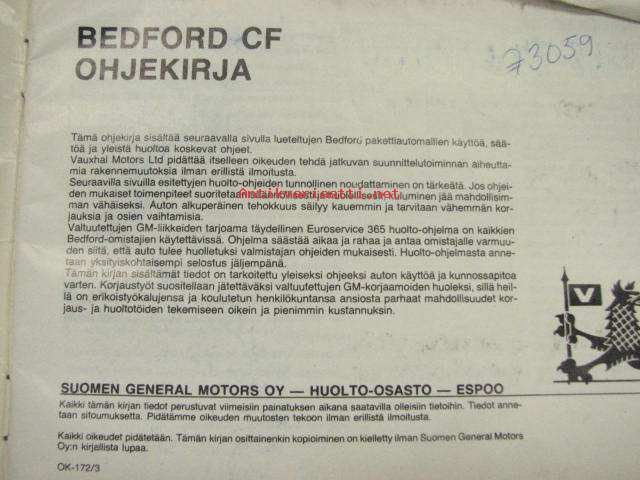 BEDFORD CF
OHJEKIRJA
73059
Tämä ohjekirja sisältää seuraavalla sivulla lueteltujen Bedford pakettiautomallien käyttöä, sää-
töä ja yleistä huoltoa koskevat ohjeet.
Vauxhal Motors Ltd pidättää itselleen oikeuden tehdä jatkuvan suunnittelutoiminnan aiheutta-
mia rakennemuutoksia ilman erillistä ilmoitusta.
Seuraavilla sivuilla esitettyjen huolto-ohjeiden tunnollinen noudattaminen on tärkeätä. Jos ohjei-
den mukaiset toimenpiteet suoritetaan kuluminen jää mahdollisim-
man vähäiseksi. Auton alkuperäinen tehokkuus säilyy kauemmin ja tarvitaan vähemmän kor-
jauksia ja osien vaihtamisia.
Valtuutettujen GM-liikkeiden tarjoama täydellinen Euroservice 365 huolto-ohjelma on kaikkien
Bedford-omistajien käytettävissä. Ohjelma säästää aikaa ja rahaa ja antaa omistajalle varmuu-
den siitä, että auto tulee huolletuksi valmistajan ohjeiden mukaisesti. Huolto-ohjelmasta anne-
taan yksityiskohtaisempi selostus jäljempänä.
Tämän kirjan sisältämät tiedot on tarkoitettu yleiseksi ohjeeksi auton käyttöä ja kunnossapitoa
varten. Korjaustyöt suositellaan jätettäväksi valtuutettujen GM-korjaamoiden huoleksi, sillä heil-
lä on erikoistyökalujensa ja koulutetun henkilökuntansa ansiosta parhaat mahdollisuudet kor-
jaus- ja huoltotöiden tekemiseen oikein ja pienimmin kustannuksin.
Antikvariaatti.net
V
SUOMEN GENERAL MOTORS OY — HUOLTO-OSASTO — ESPOO
Kaikki tämän kirjan tiedot perustuvat viimeisiin painatuksen aikana saatavilla olleisiin tietoihin. Tiedot anne-
taan sitoumuksetta. Pidätämme oikeuden muutosten tekoon ilman erillistä ilmoitusta.
Kaikki oikeudet pidätetään. Tämän kirjan osittainenkin kopioiminen on kielletty ilman Suomen General Motors
Oy:n kirjallista lupaa.
OK-172/3